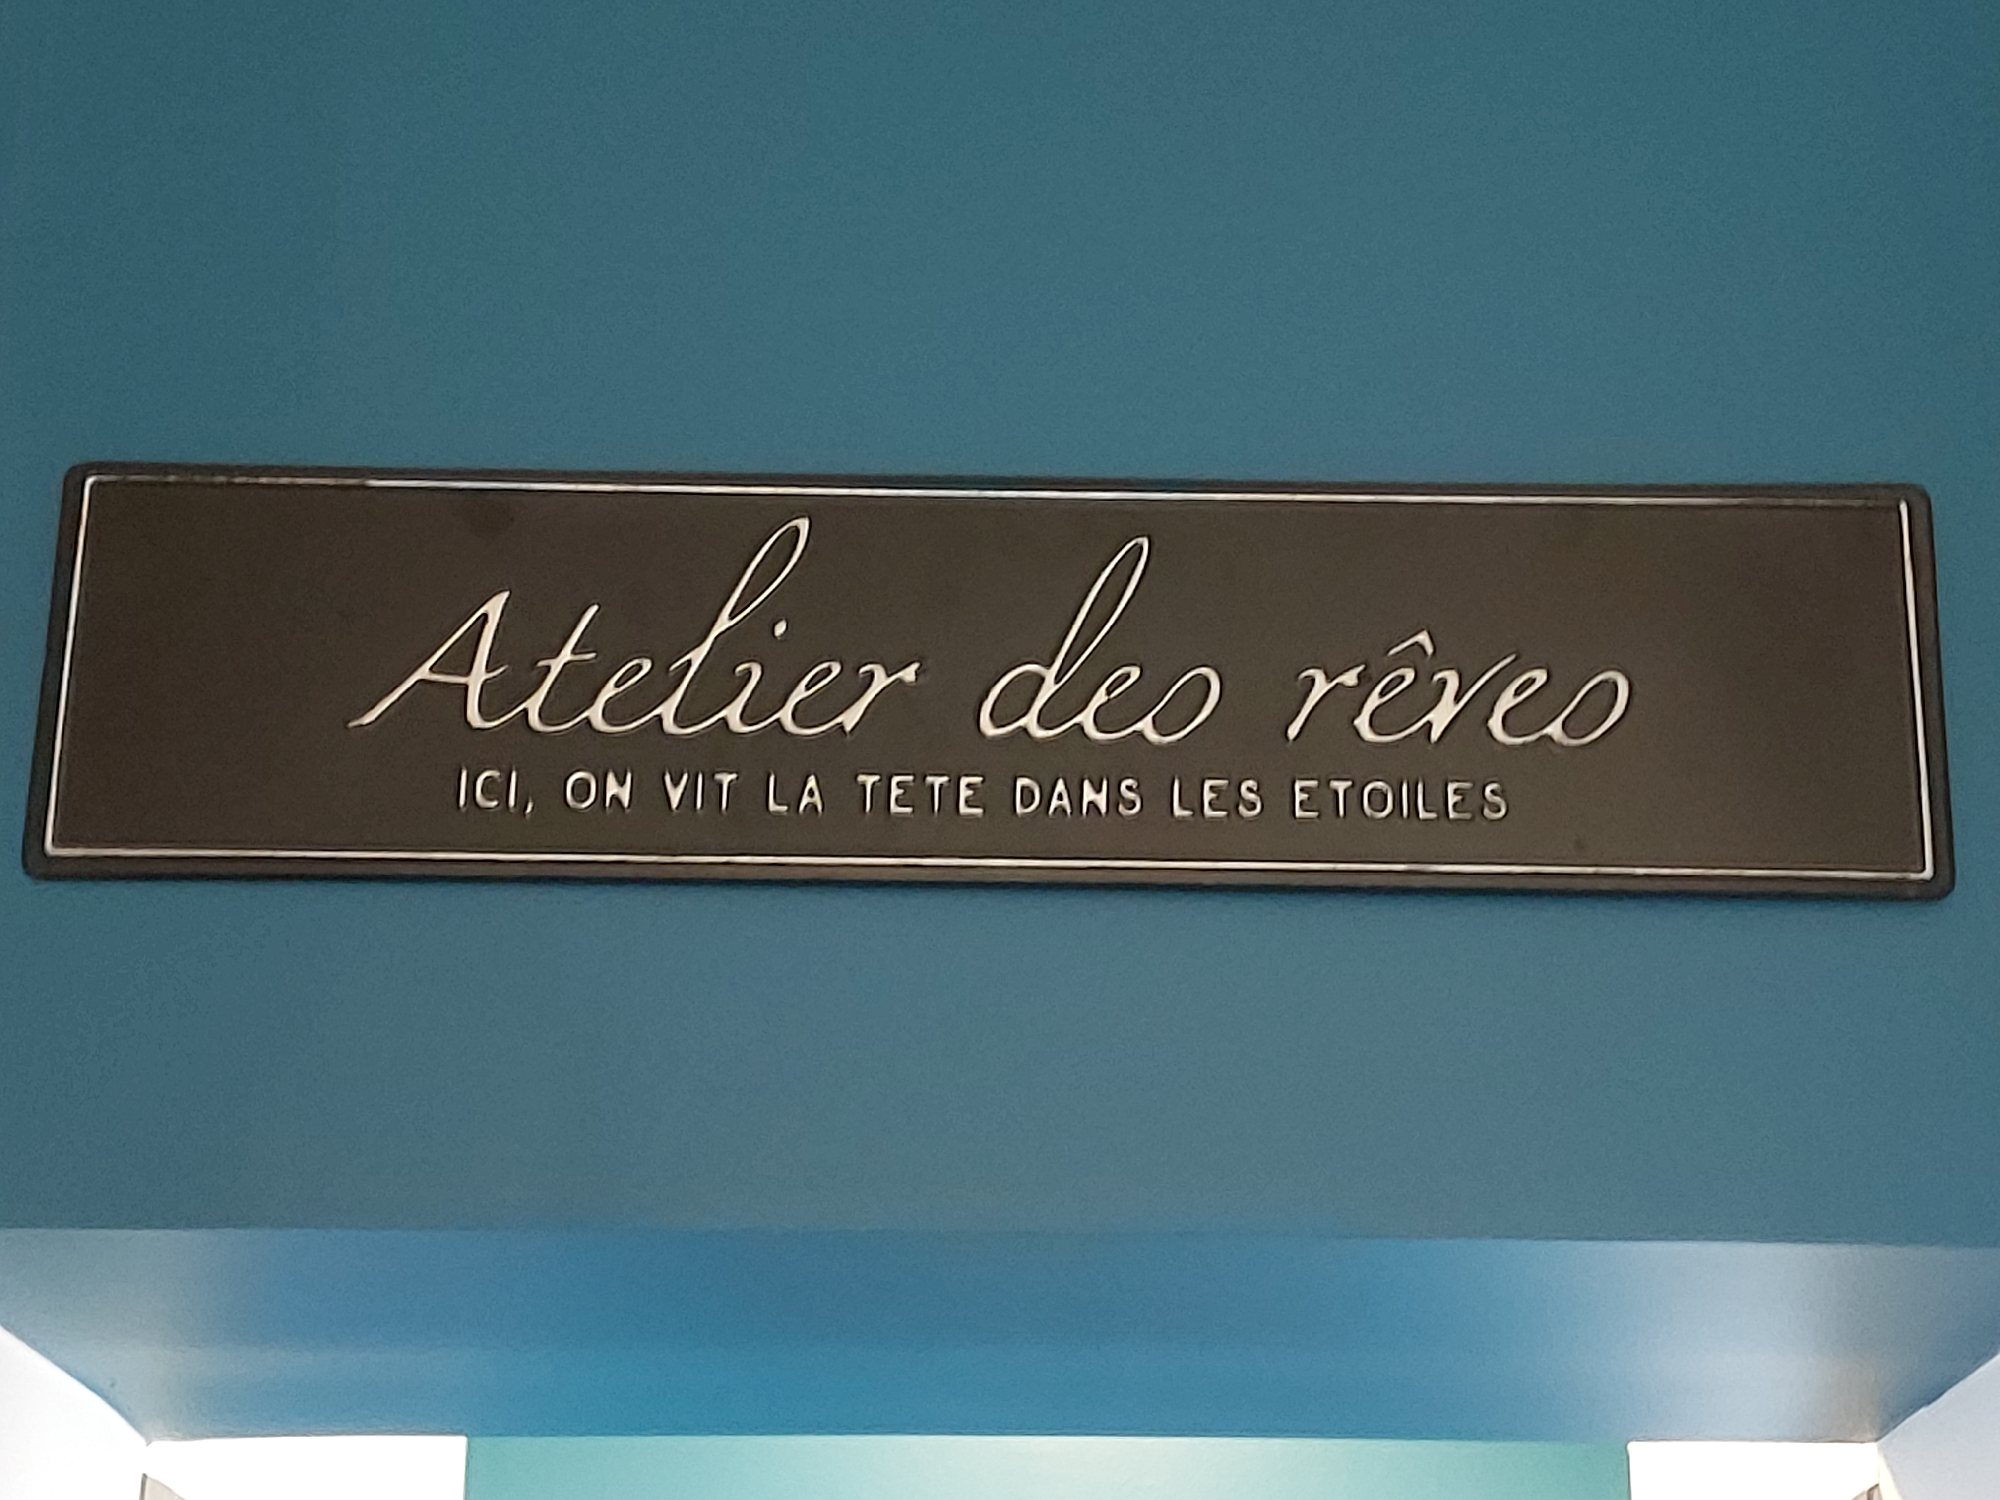 Atelier des rêves
ICI, ON VIT LA TETE DANS LES ETOILES